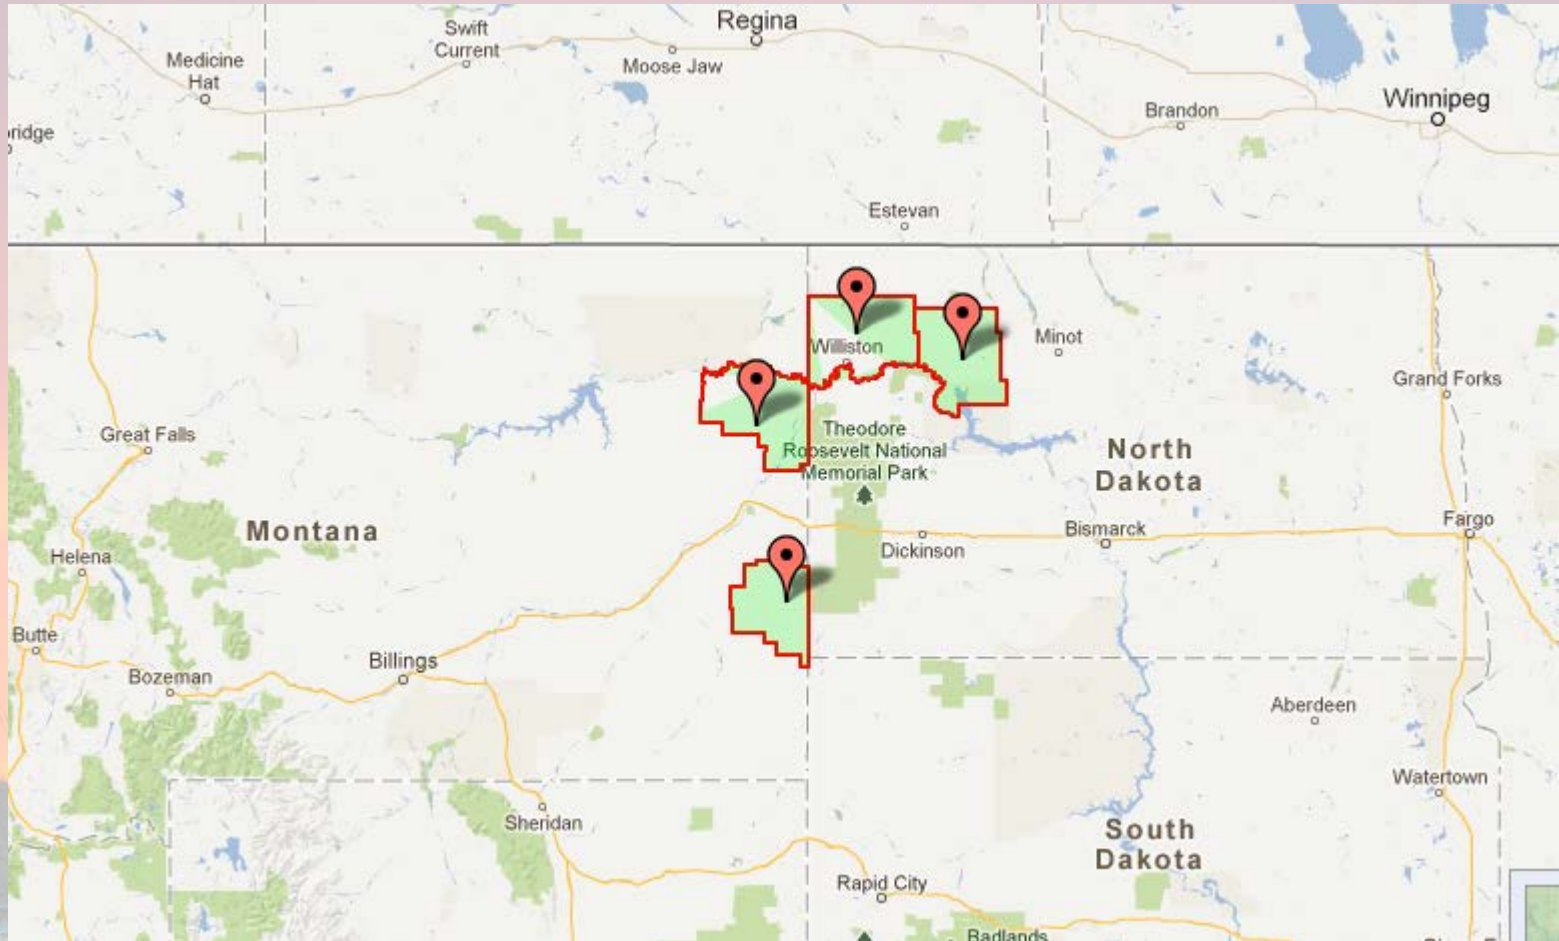 Regina
Swift
Current
Moose Jaw
Medicine
Hat
Winnipeg
Brandon
ridge
Estevan
Williston
Minot
Grand Forks
Great Falls
Theodore
Roosevelt National
Memorial Park
North
Dakota
Montana
Fargo
Bismarck
Dickinson
Helena
Butte
Billings
Bozeman
Aberdeen
Watertown
Sheridan
South
Dakota
Rapid City
Badlands